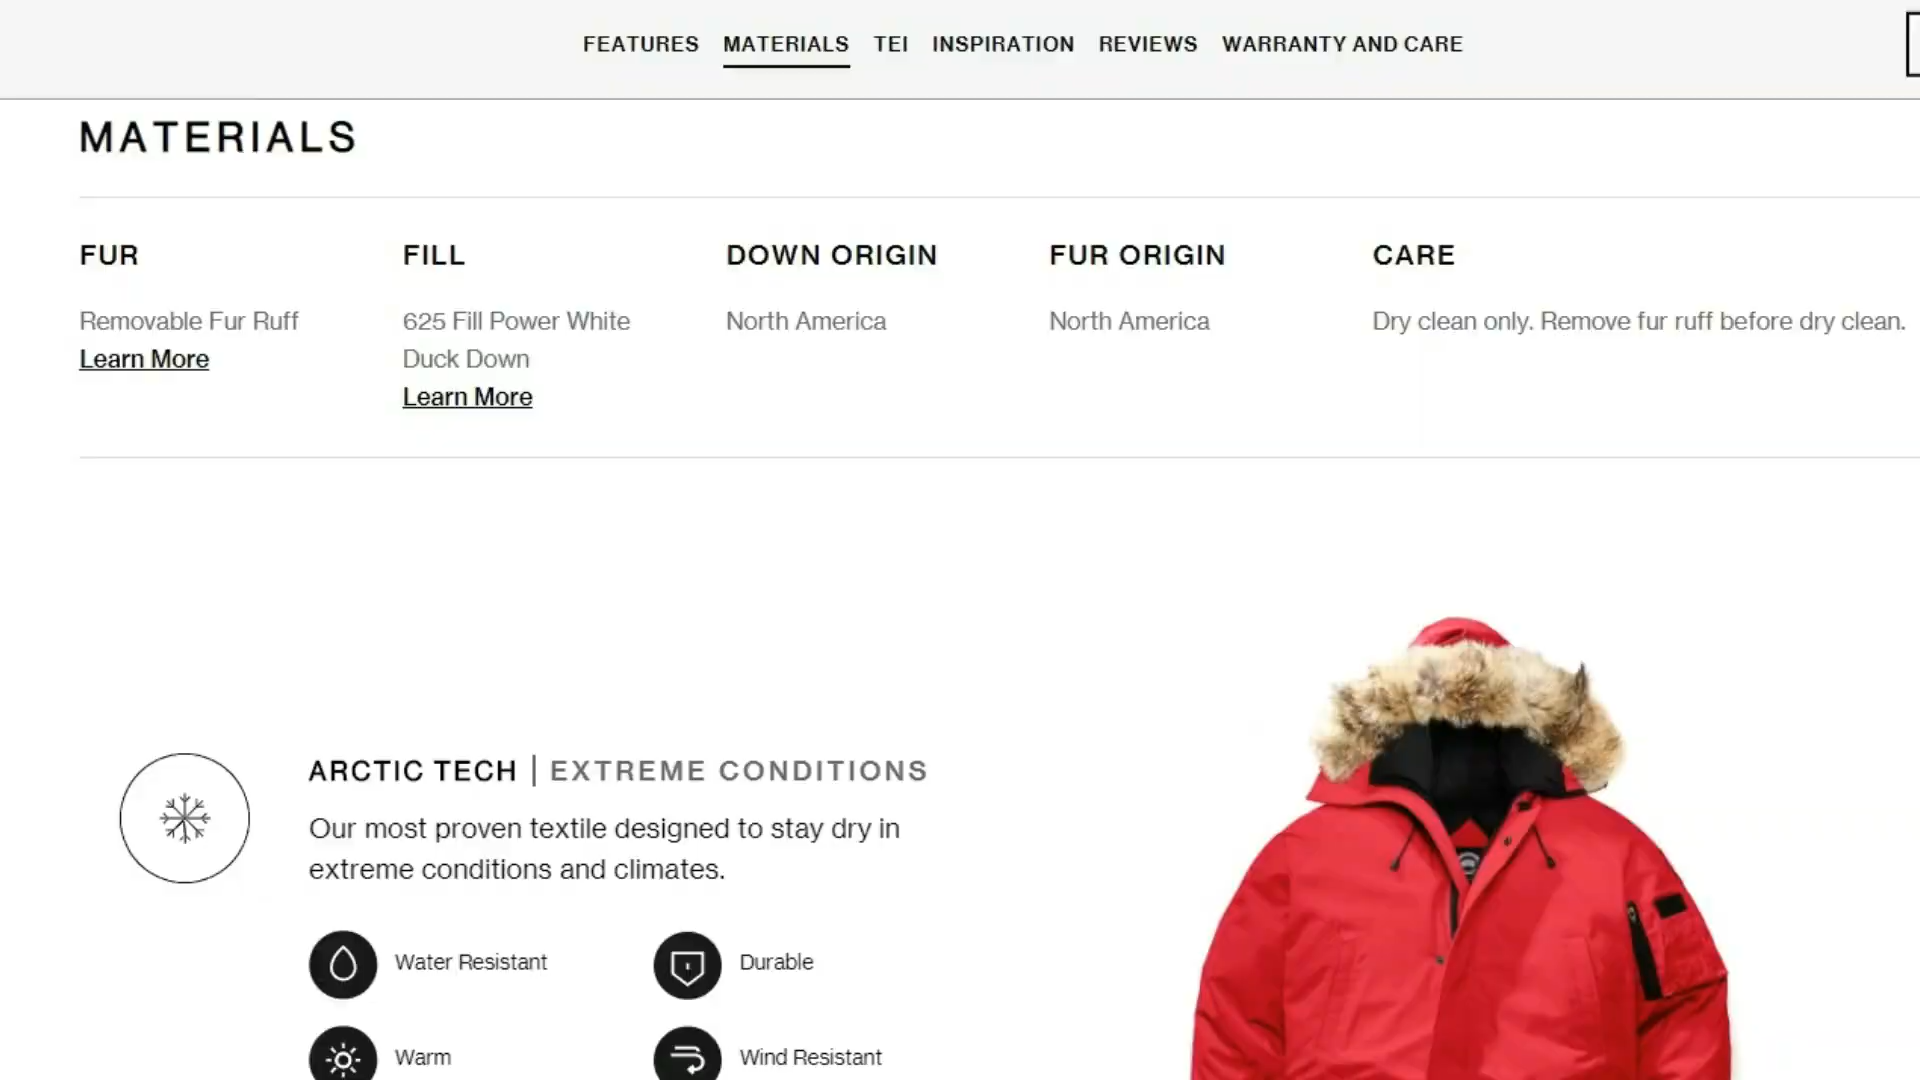 FEATURES MATERIALS TEI INSPIRATION REVIEWS WARRANTY AND CARE
MATERIALS
FUR
Removable Fur Ruff
Learn More
FILL
625 Fill Power White
Duck Down
Learn More
DOWN ORIGIN
North America
FUR ORIGIN
North America
CARE
Dry clean only. Remove fur ruff before dry clean.
ARCTIC TECH | EXTREME CONDITIONS
Our most proven textile designed to stay dry in
extreme conditions and climates.
Water Resistant
Durable
Warm
Wind Resistant